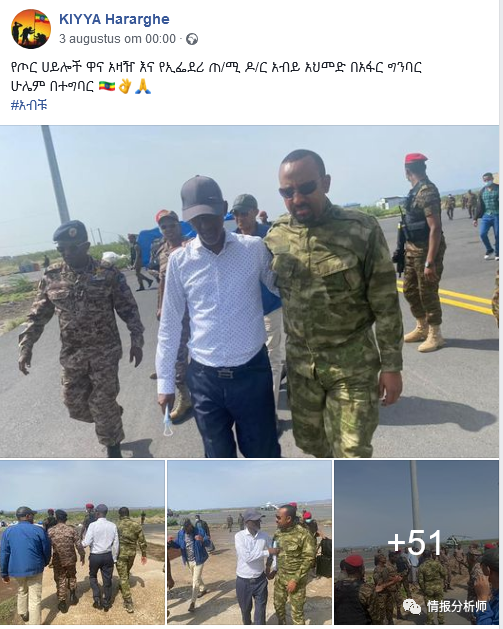 KIYYA Hararghe
3 augustus om 00:00 ·
የጦር ሀይሎች ዋና አዛዥ እና የኢፌደሪ ጠ/ሚ ዶ/ር አብይ አህመድ በአፋር ግንባር
ሁሌም በተግባር
#አብቹ
+51
情报分析师